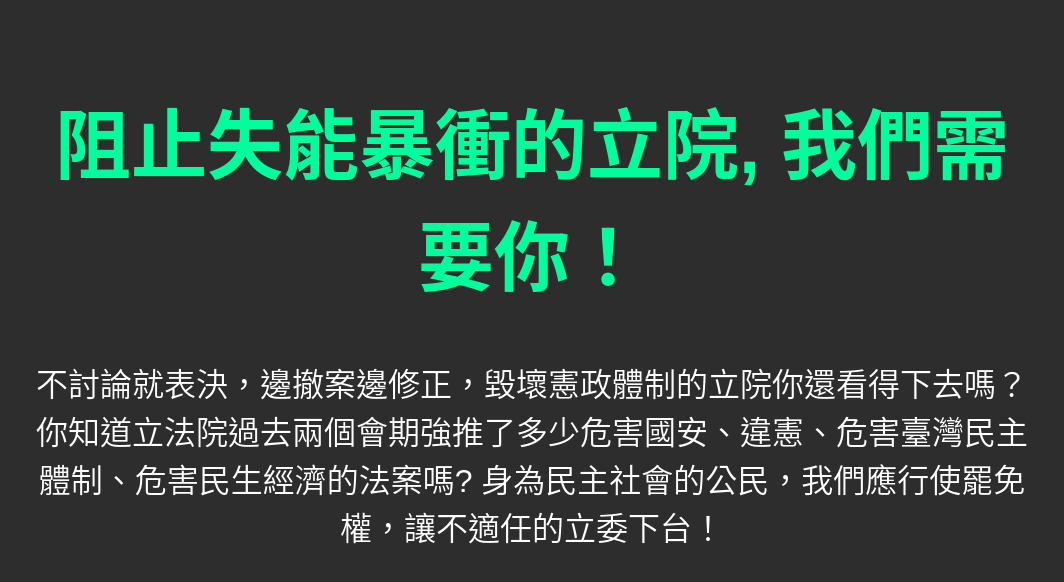 阻止失能暴衝的立院, 我們需
要你！
不討論就表決，邊撤案邊修正，毀壞憲政體制的立院你還看得下去嗎？
你知道立法院過去兩個會期強推了多少危害國安、違憲、危害臺灣民主
體制、危害民生經濟的法案嗎? 身為民主社會的公民，我們應行使罷免
權，讓不適任的立委下台！